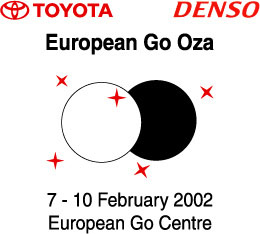 TOYOTA DENSO
European Go Oza
7 - 10 February 2002
European Go Centre